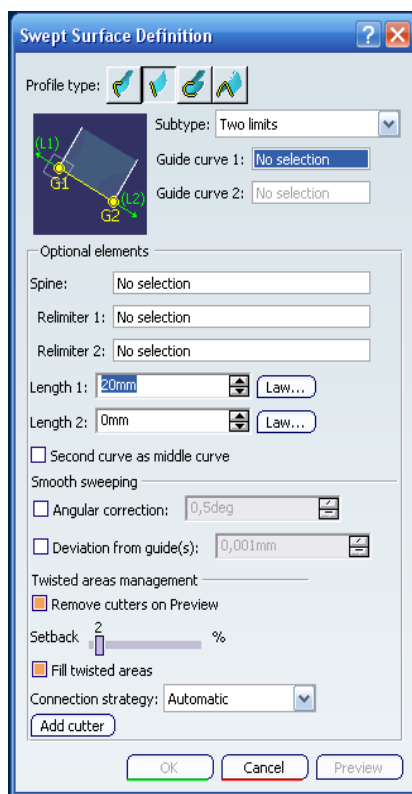 Swept Surface Definition
Profile type:
Subtype: Two limits
(L1)
G1
G2
(L2)
Guide curve 1: No selection
Guide curve 2: No selection
Optional elements
Spine: No selection
Relimiter 1: No selection
Relimiter 2: No selection
Length 1: 20mm Law...
Length 2: 0mm Law...
Second curve as middle curve
Smooth sweeping
Angular correction: 0,5deg
Deviation from guide(s): 0,001mm
Twisted areas management
Remove cutters on Preview
2
Setback %
Fill twisted areas
Connection strategy: Automatic
Add cutter
OK Cancel Preview